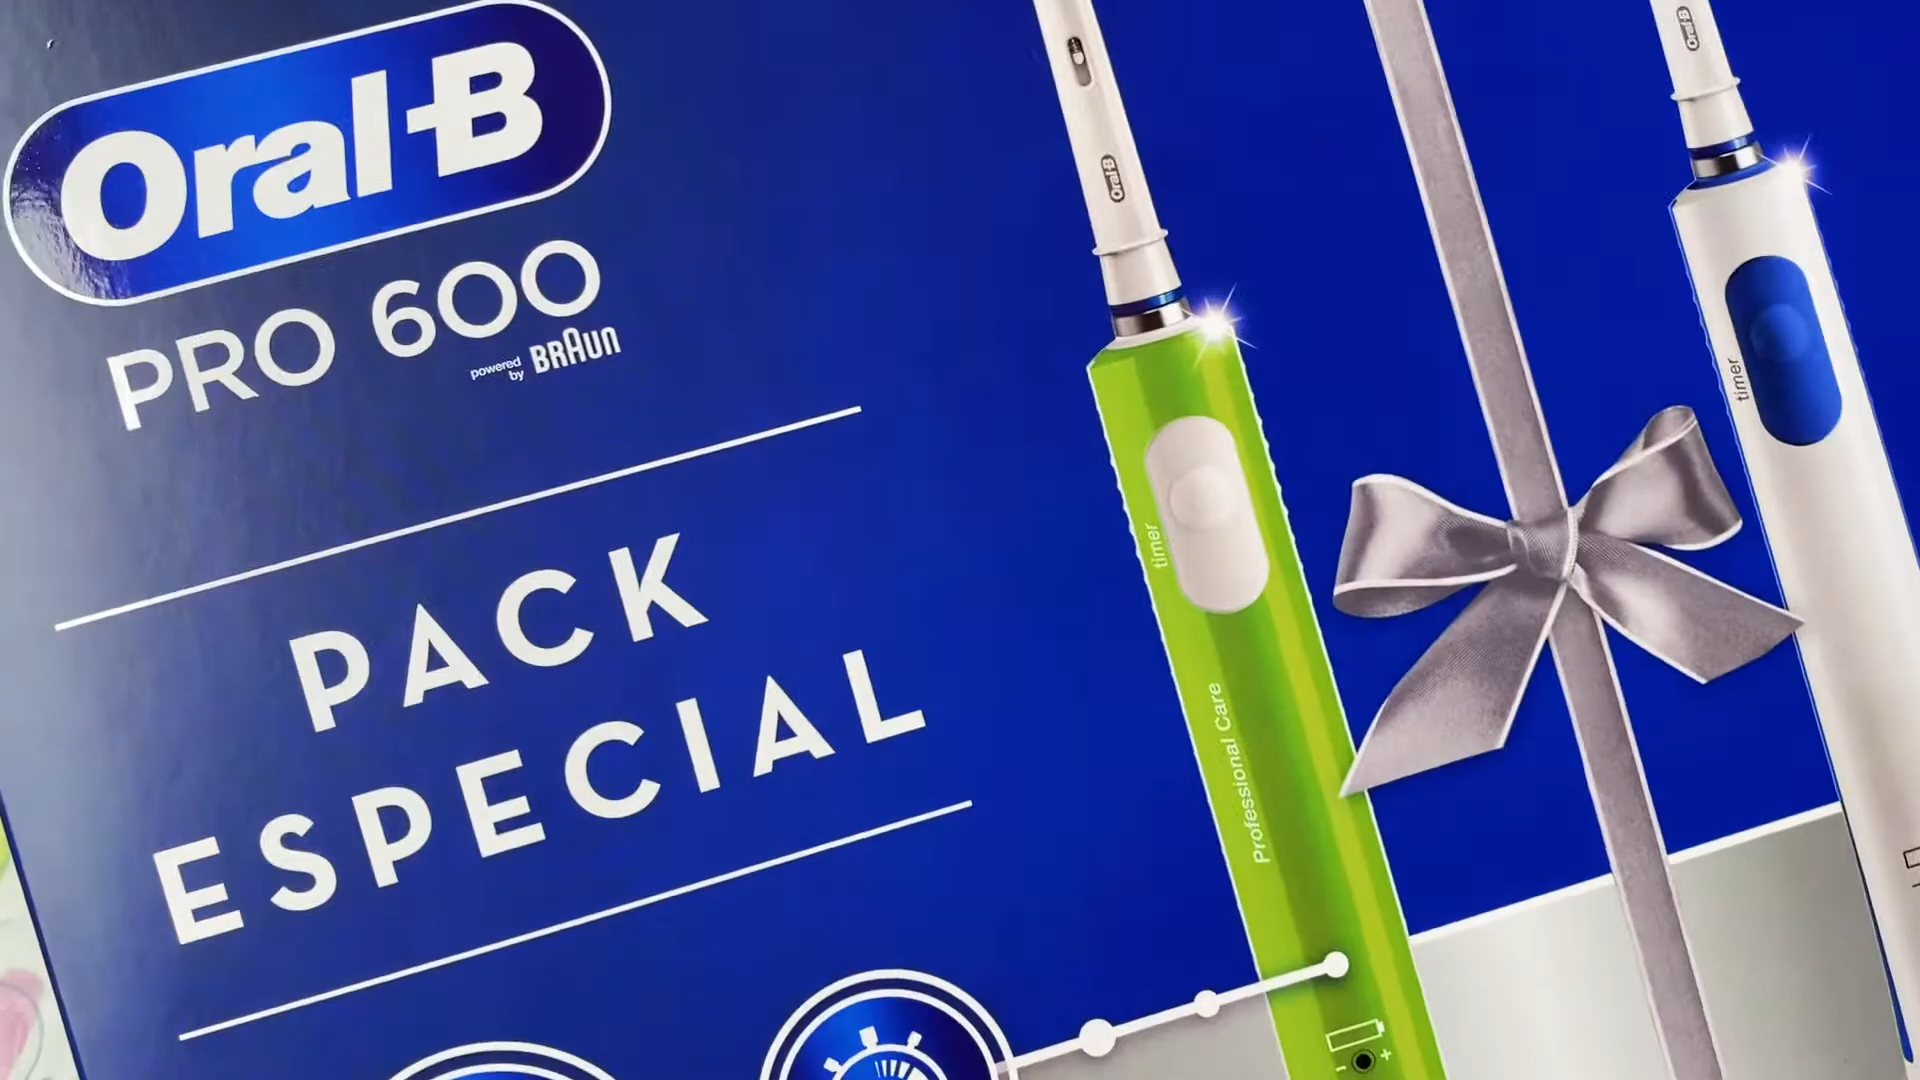 Oral-B
PRO 600
powered by BRAUN
PACK
ESPECIAL
Oral-B
timer
Professional Care
Oral-B
timer